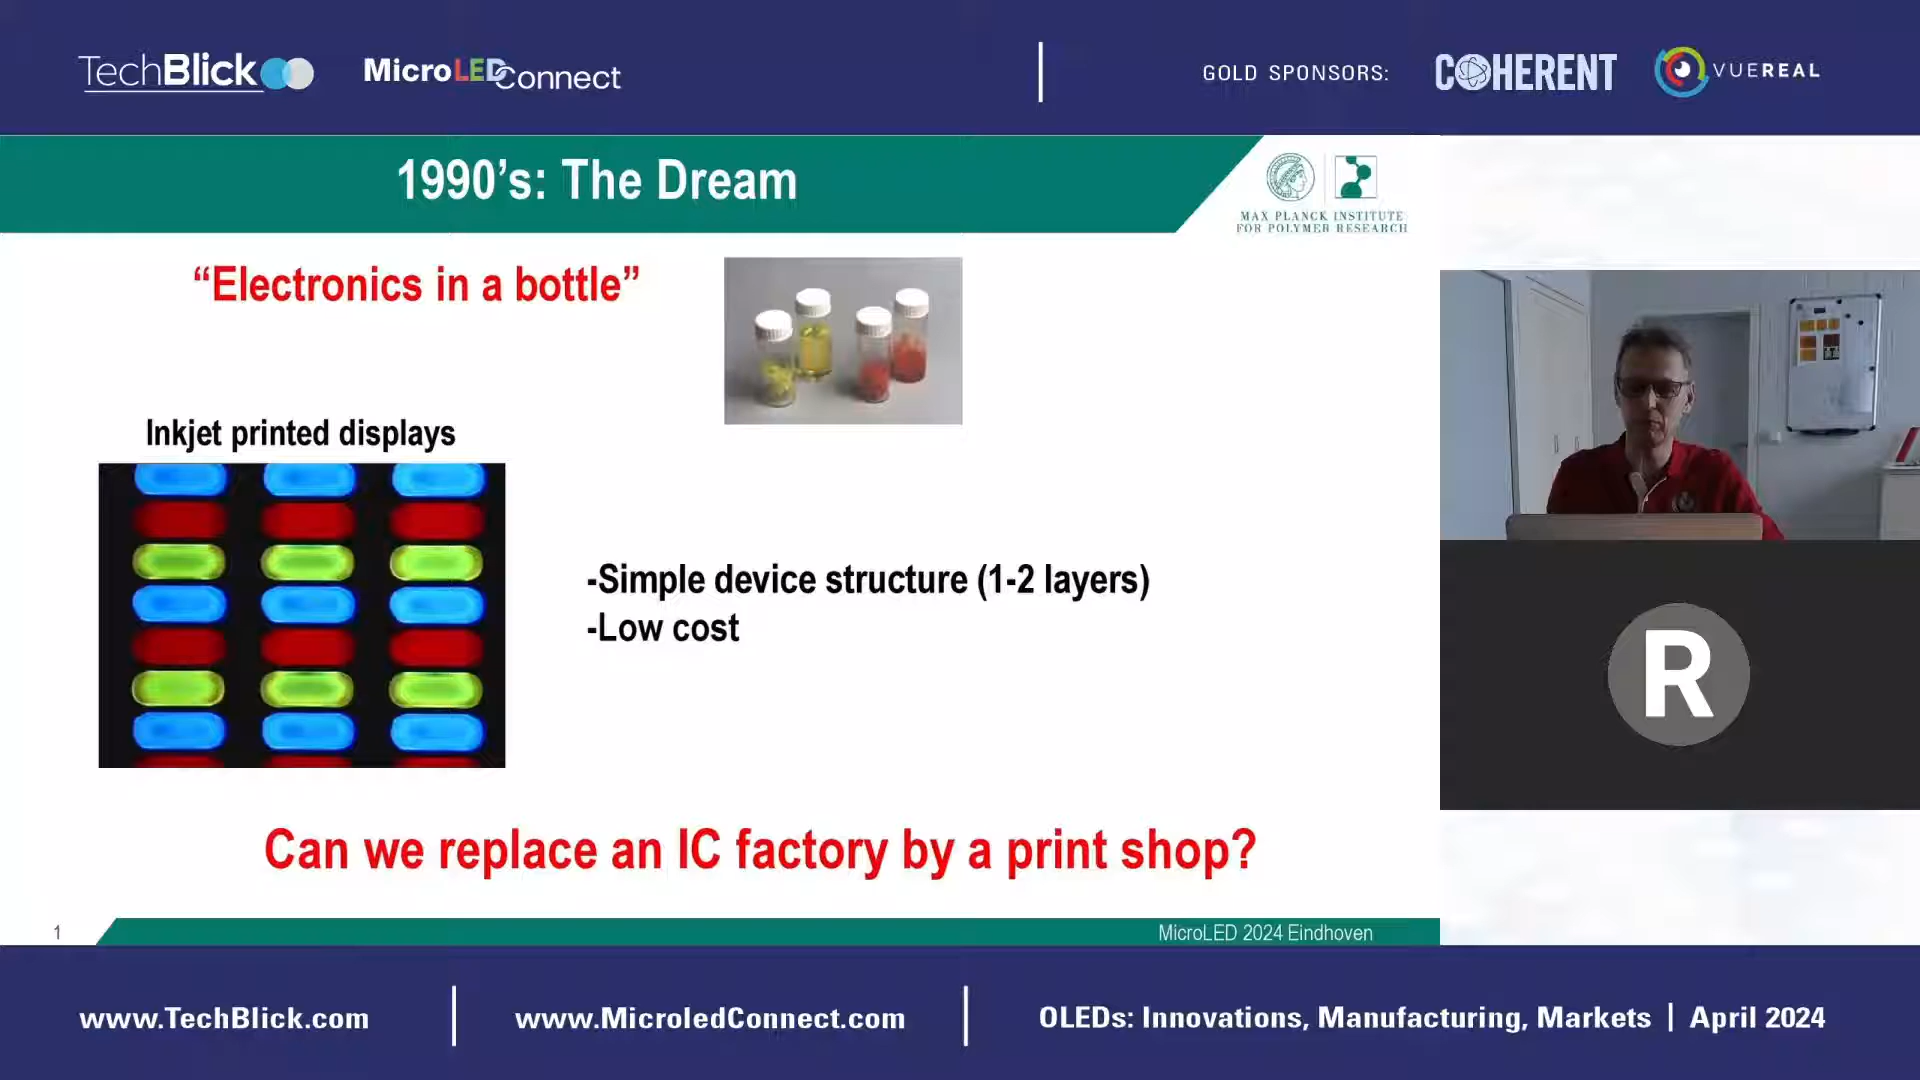 TechBlick
MicroLED Connect
GOLD SPONSORS:
COHERENT
VUEREAL
1990's: The Dream
MAX PLANCK INSTITUTE
FOR POLYMER RESEARCH
“Electronics in a bottle”
Inkjet printed displays
-Simple device structure (1-2 layers)
-Low cost
R
Can we replace an IC factory by a print shop?
1
MicroLED 2024 Eindhoven
www.TechBlick.com
www.MicroledConnect.com
OLEDs: Innovations, Manufacturing, Markets | April 2024